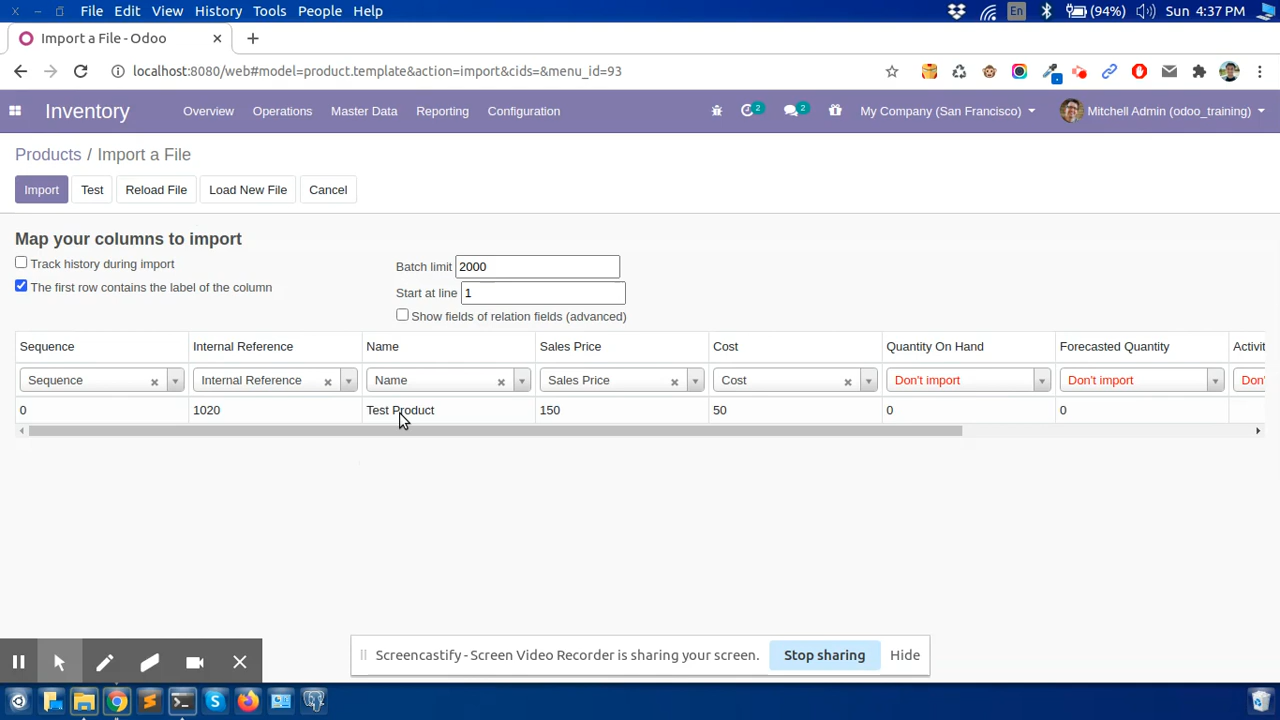 File Edit View History Tools People Help
En (94%) Sun 4:37 PM
Import a File - Odoo
localhost:8080/web#model=product.template&action=import&cids=&menu_id=93
Inventory Overview Operations Master Data Reporting Configuration 2 2 My Company (San Francisco) Mitchell Admin (odoo_training)
Products / Import a File
Import Test Reload File Load New File Cancel
Map your columns to import
Track history during import
Batch limit 2000
The first row contains the label of the column
Start at line 1
Show fields of relation fields (advanced)
Sequence Internal Reference Name Sales Price Cost Quantity On Hand Forecasted Quantity Activit
Sequence Internal Reference Name Sales Price Cost Don't import Don't import Don'
0 1020 Test Product 150 50 0 0
Screencastify - Screen Video Recorder is sharing your screen. Stop sharing Hide